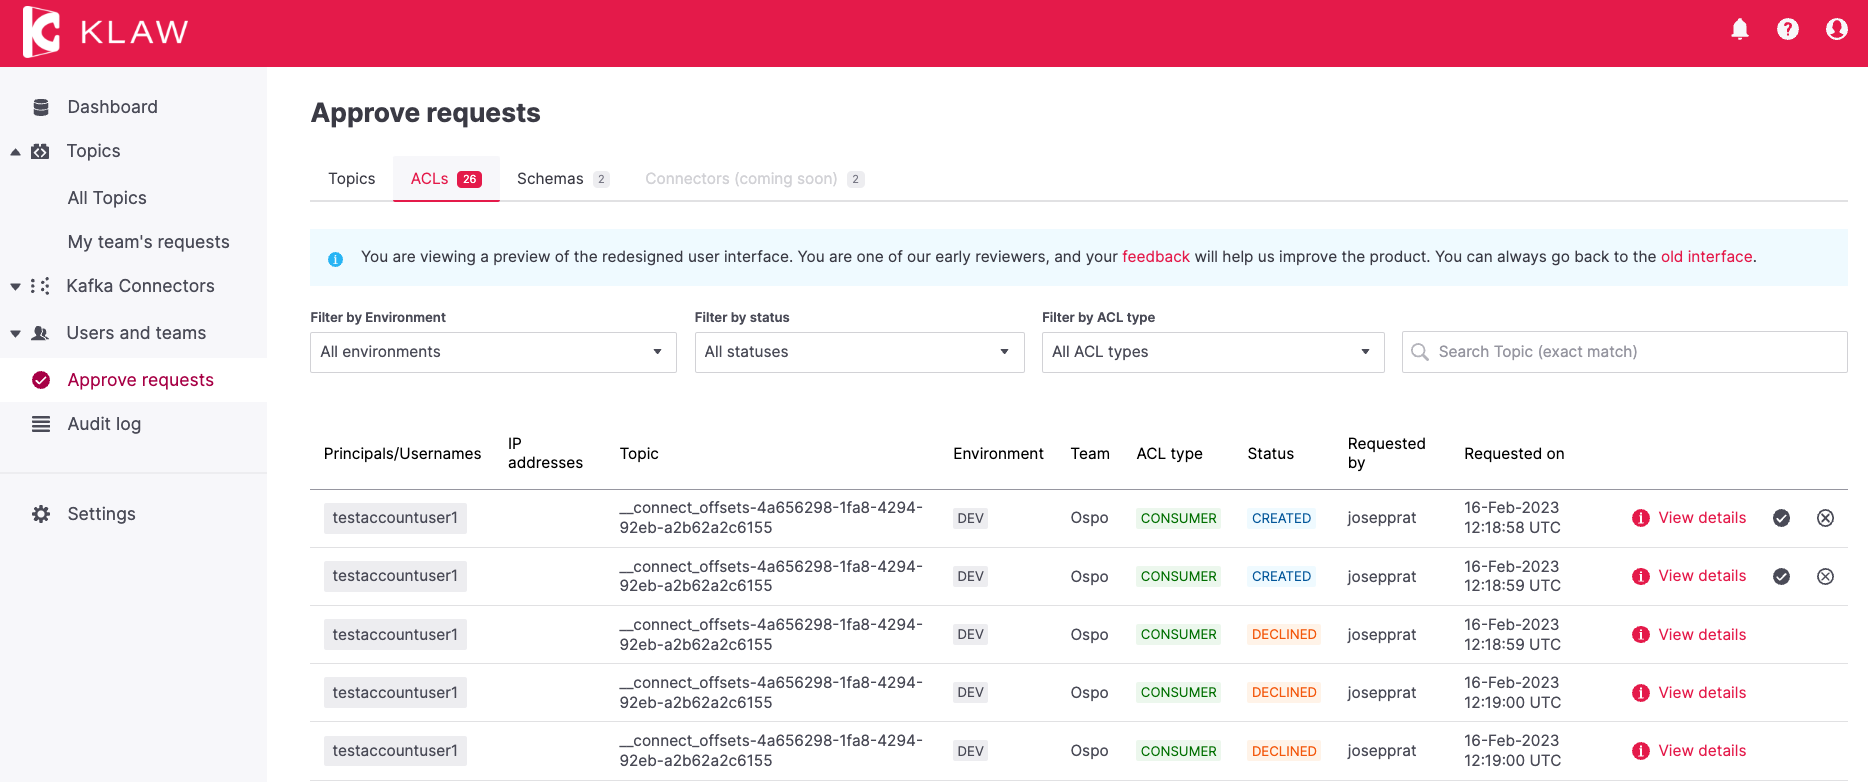 KLAW
Dashboard
Topics
All Topics
My team's requests
Kafka Connectors
Users and teams
Approve requests
Audit log
Settings
Approve requests
Topics ACLs 26 Schemas 2 Connectors (coming soon) 2
You are viewing a preview of the redesigned user interface. You are one of our early reviewers, and your feedback will help us improve the product. You can always go back to the old interface.
Filter by Environment Filter by status Filter by ACL type
All environments All statuses All ACL types Search Topic (exact match)
Principals/Usernames IP addresses Topic Environment Team ACL type Status Requested by Requested on
testaccountuser1 __connect_offsets-4a656298-1fa8-4294- DEV Ospo CONSUMER CREATED josepprat 16-Feb-2023 View details
92eb-a2b62a2c6155 12:18:58 UTC
testaccountuser1 __connect_offsets-4a656298-1fa8-4294- DEV Ospo CONSUMER CREATED josepprat 16-Feb-2023 View details
92eb-a2b62a2c6155 12:18:59 UTC
testaccountuser1 __connect_offsets-4a656298-1fa8-4294- DEV Ospo CONSUMER DECLINED josepprat 16-Feb-2023 View details
92eb-a2b62a2c6155 12:18:59 UTC
testaccountuser1 __connect_offsets-4a656298-1fa8-4294- DEV Ospo CONSUMER DECLINED josepprat 16-Feb-2023 View details
92eb-a2b62a2c6155 12:19:00 UTC
testaccountuser1 __connect_offsets-4a656298-1fa8-4294- DEV Ospo CONSUMER DECLINED josepprat 16-Feb-2023 View details
92eb-a2b62a2c6155 12:19:00 UTC